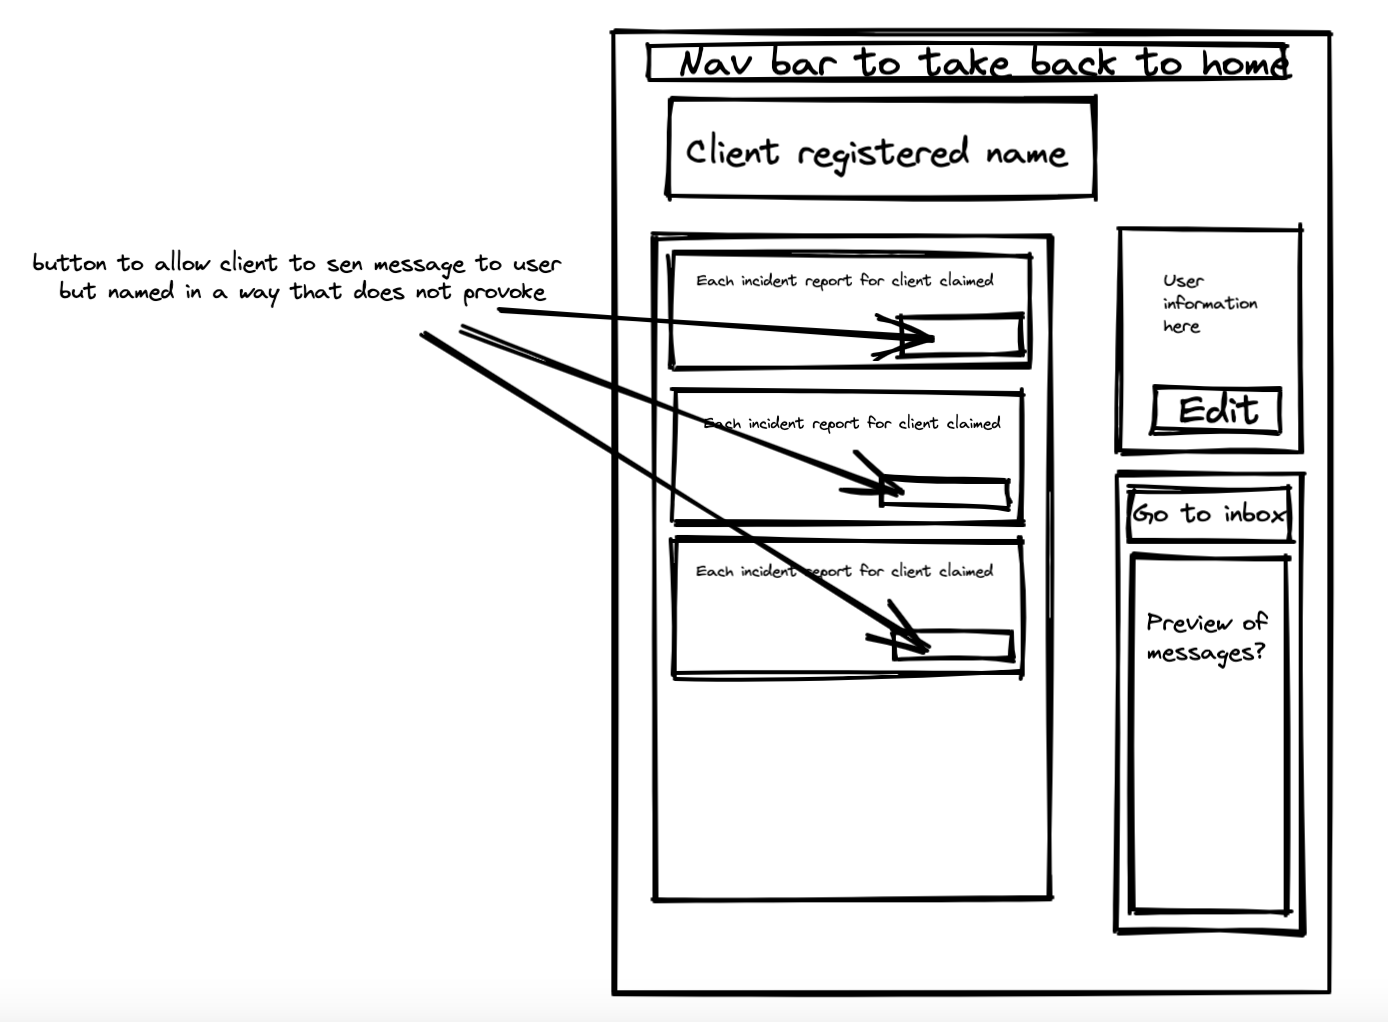 Nav bar to take back to home
Client registered name
button to allow client to sen message to user
but named in a way that does not provoke
Each incident report for client claimed
Each incident report for client claimed
Each incident report for client claimed
User
information
here
Edit
Go to inbox
Preview of
messages?